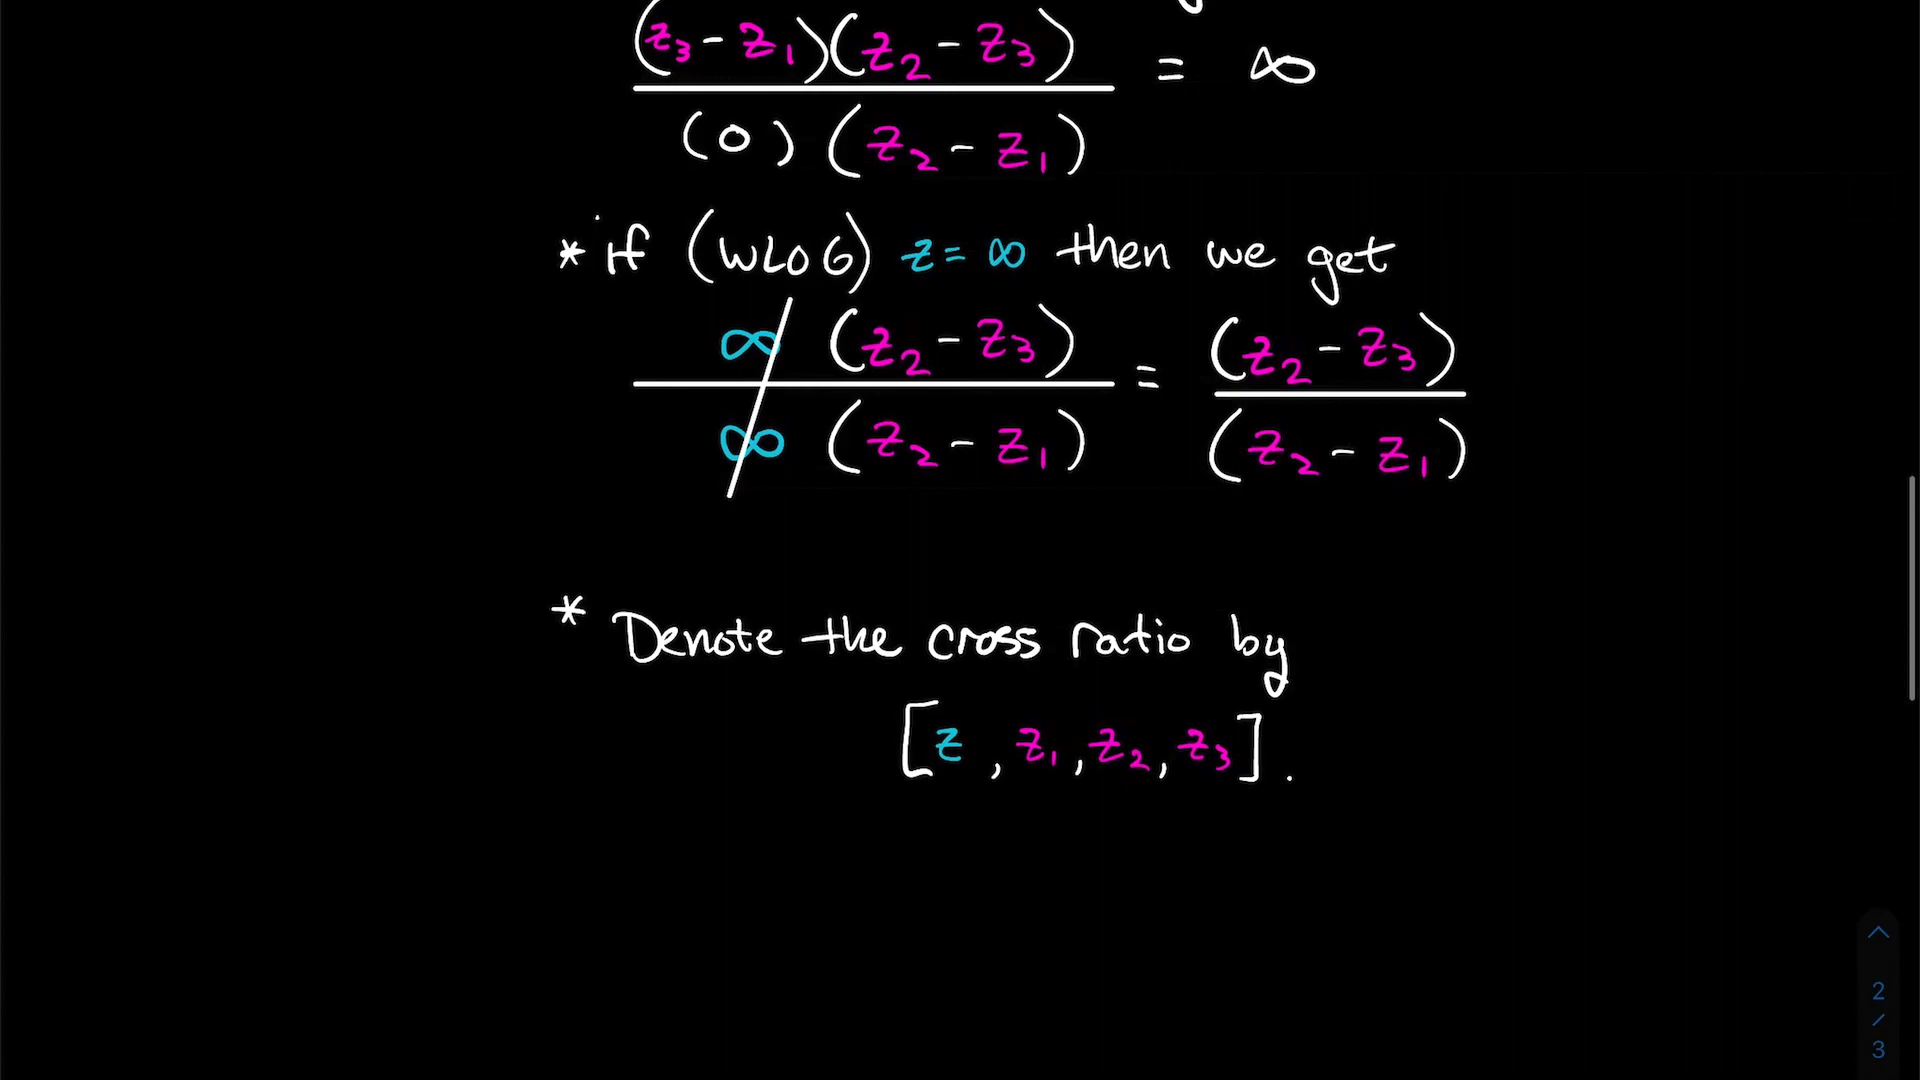 (z₃ - z₁)(z₂ - z₃)
= ∞
(0)(z₂ - z₁)
* if (WLOG) z = ∞ then we get
∞ (z₂ - z₃) = (z₂ - z₃)
∞ (z₂ - z₁) (z₂ - z₁)
* Denote the cross ratio by
[z, z₁, z₂, z₃].
2
/
3